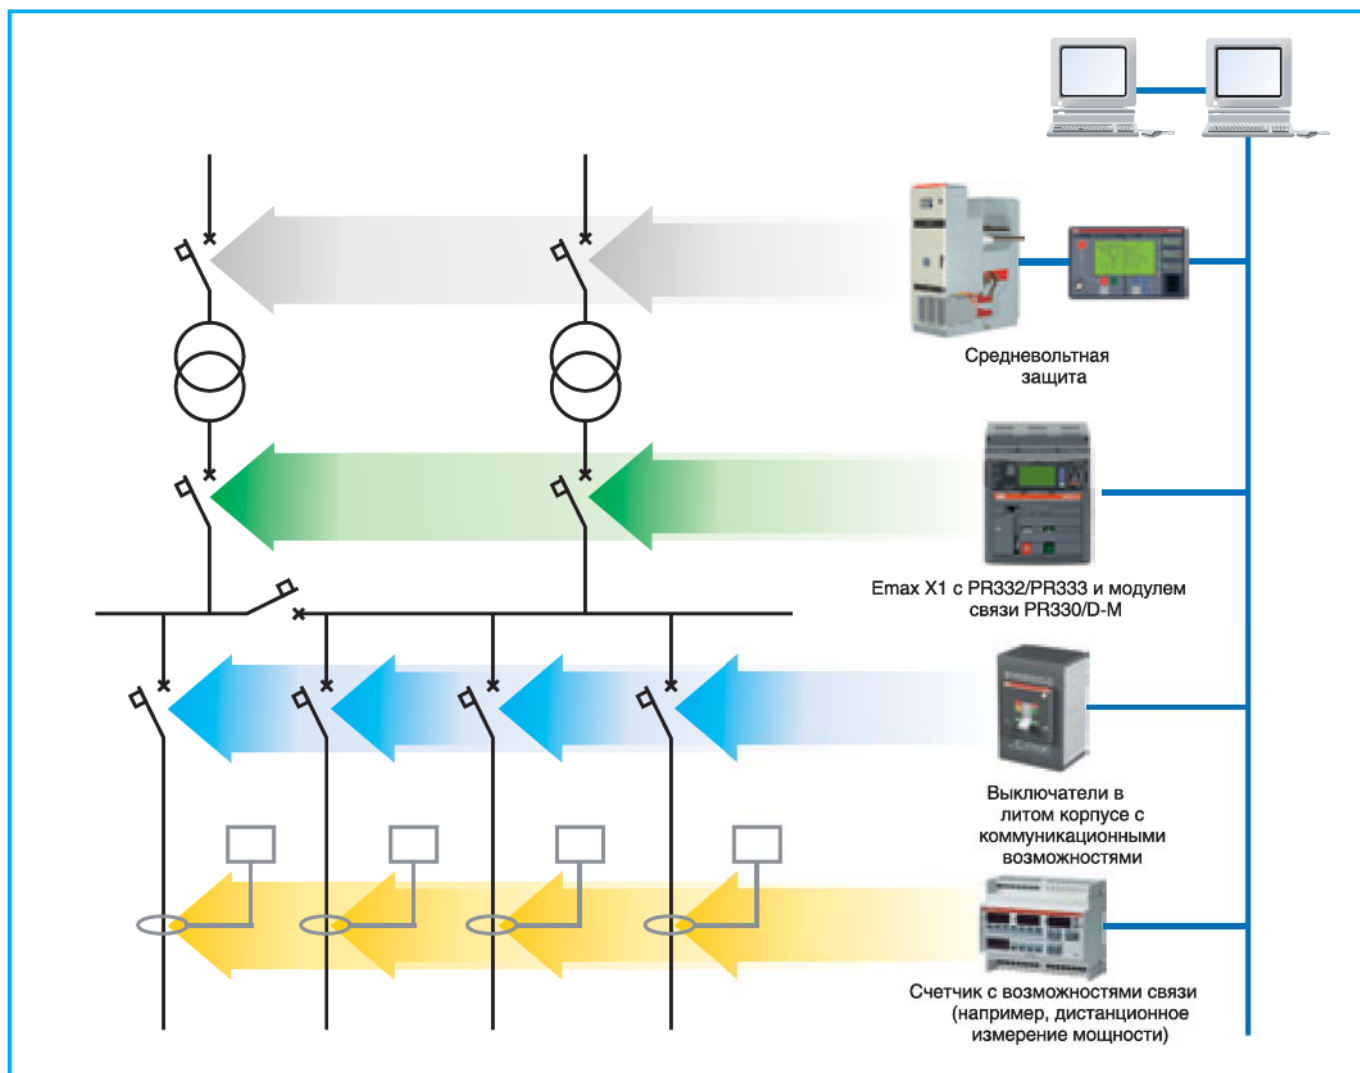 Средневольтная
защита
Emax X1 с PR332/PR333 и модулем
связи PR330/D-M
Выключатели в
литом корпусе с
коммуникационными
возможностями
Счетчик с возможностями связи
(например, дистанционное
измерение мощности)